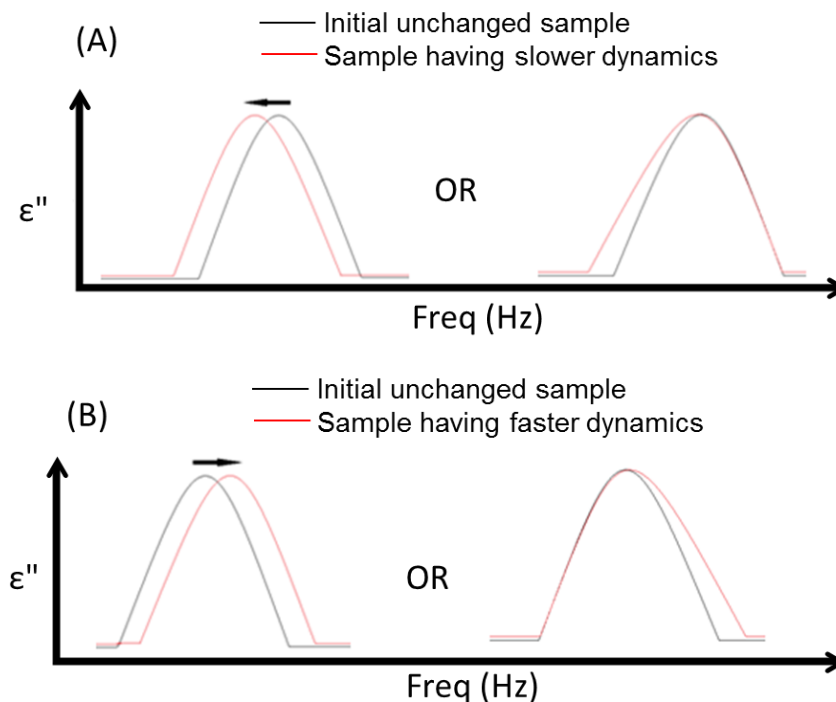 (A)
Initial unchanged sample
Sample having slower dynamics
OR
ε"
Freq (Hz)
(B)
Initial unchanged sample
Sample having faster dynamics
OR
ε"
Freq (Hz)